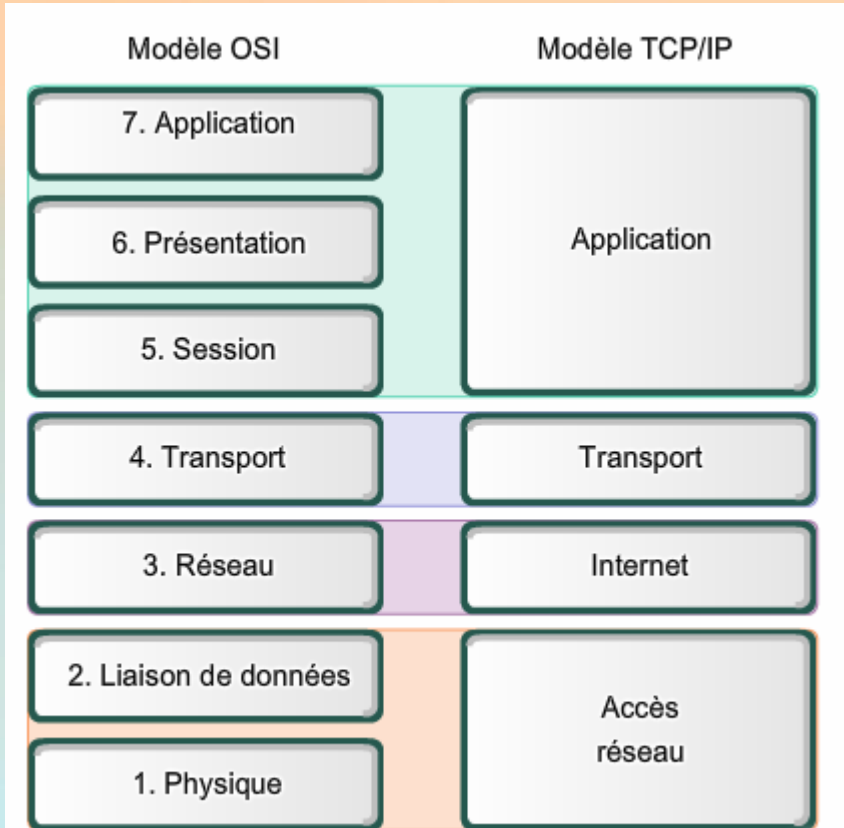 Modèle OSI
Modèle TCP/IP
7. Application
6. Présentation
5. Session
Application
4. Transport
Transport
3. Réseau
Internet
2. Liaison de données
1. Physique
Accès
réseau